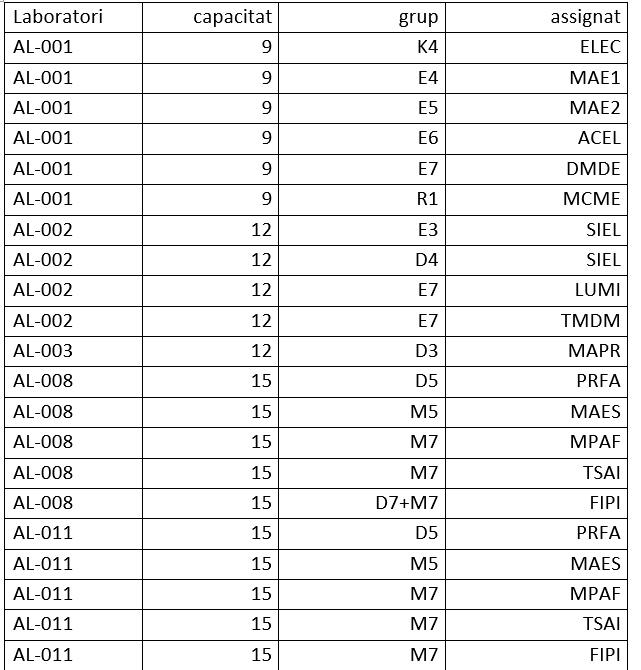 Laboratori capacitat grup assignat
AL-001 9 K4 ELEC
AL-001 9 E4 MAE1
AL-001 9 E5 MAE2
AL-001 9 E6 ACEL
AL-001 9 E7 DMDE
AL-001 9 R1 MCME
AL-002 12 E3 SIEL
AL-002 12 D4 SIEL
AL-002 12 E7 LUMI
AL-002 12 E7 TMDM
AL-003 12 D3 MAPR
AL-008 15 D5 PRFA
AL-008 15 M5 MAES
AL-008 15 M7 MPAF
AL-008 15 M7 TSAI
AL-008 15 D7+M7 FIPI
AL-011 15 D5 PRFA
AL-011 15 M5 MAES
AL-011 15 M7 MPAF
AL-011 15 M7 TSAI
AL-011 15 M7 FIPI